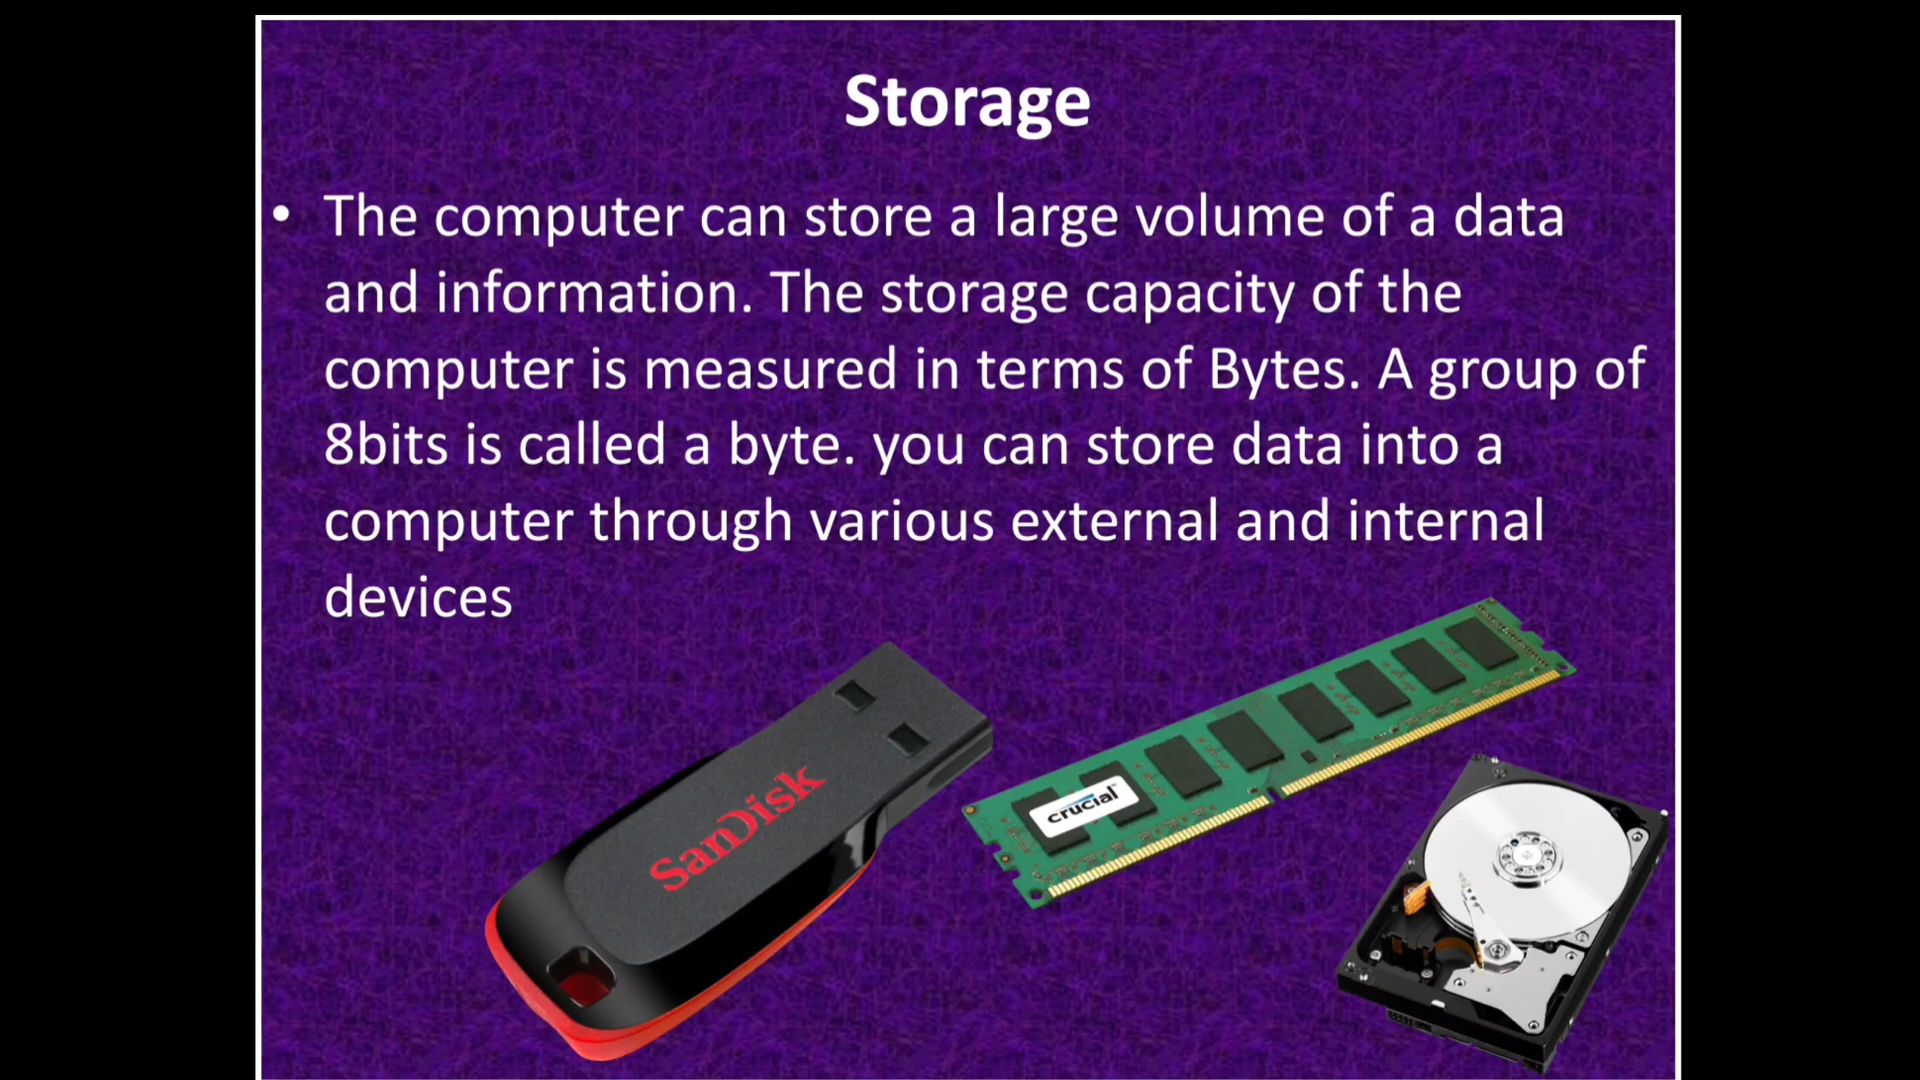 Storage
• The computer can store a large volume of a data
and information. The storage capacity of the
computer is measured in terms of Bytes. A group of
8bits is called a byte. you can store data into a
computer through various external and internal
devices
SanDisk
crucial